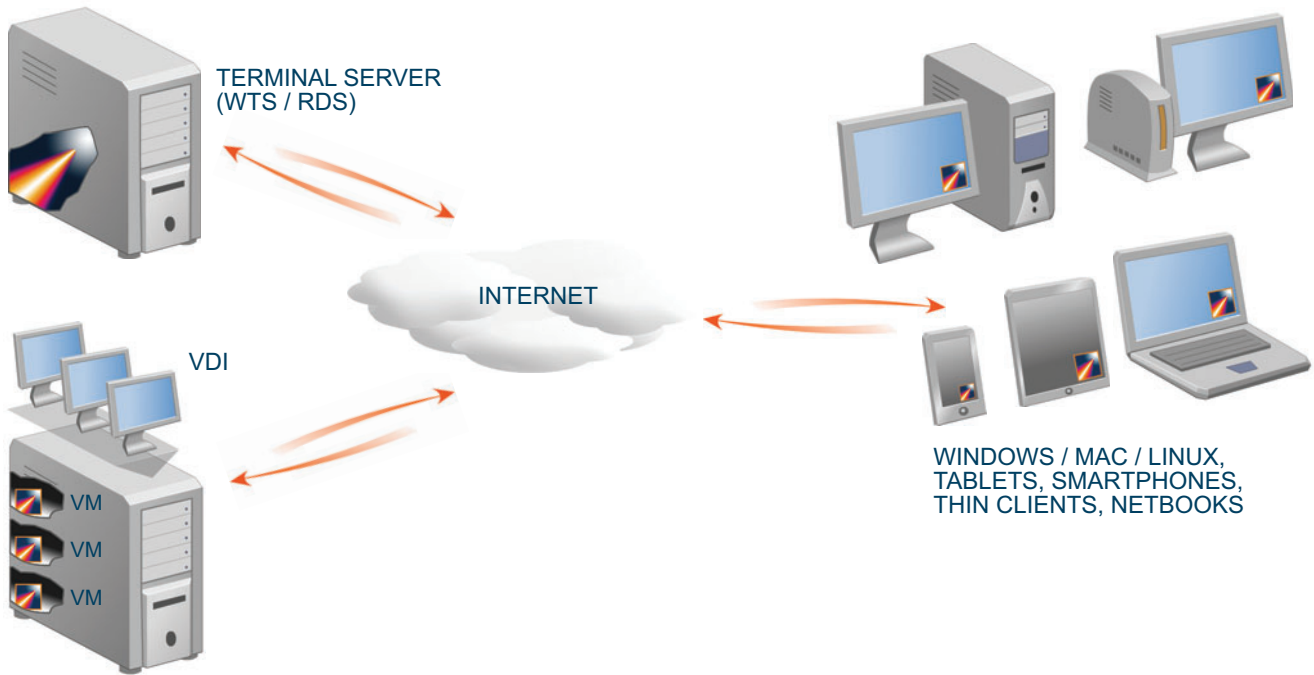 TERMINAL SERVER
(WTS / RDS)
INTERNET
VDI
VM
VM
VM
WINDOWS / MAC / LINUX,
TABLETS, SMARTPHONES,
THIN CLIENTS, NETBOOKS